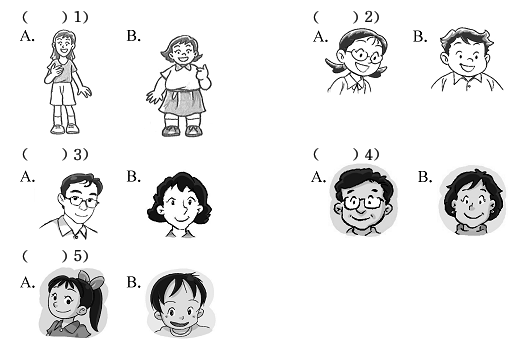 (    ) 1)
A. B.
(    ) 2)
A. B.
(    ) 3)
A. B.
(    ) 4)
A. B.
(    ) 5)
A. B.